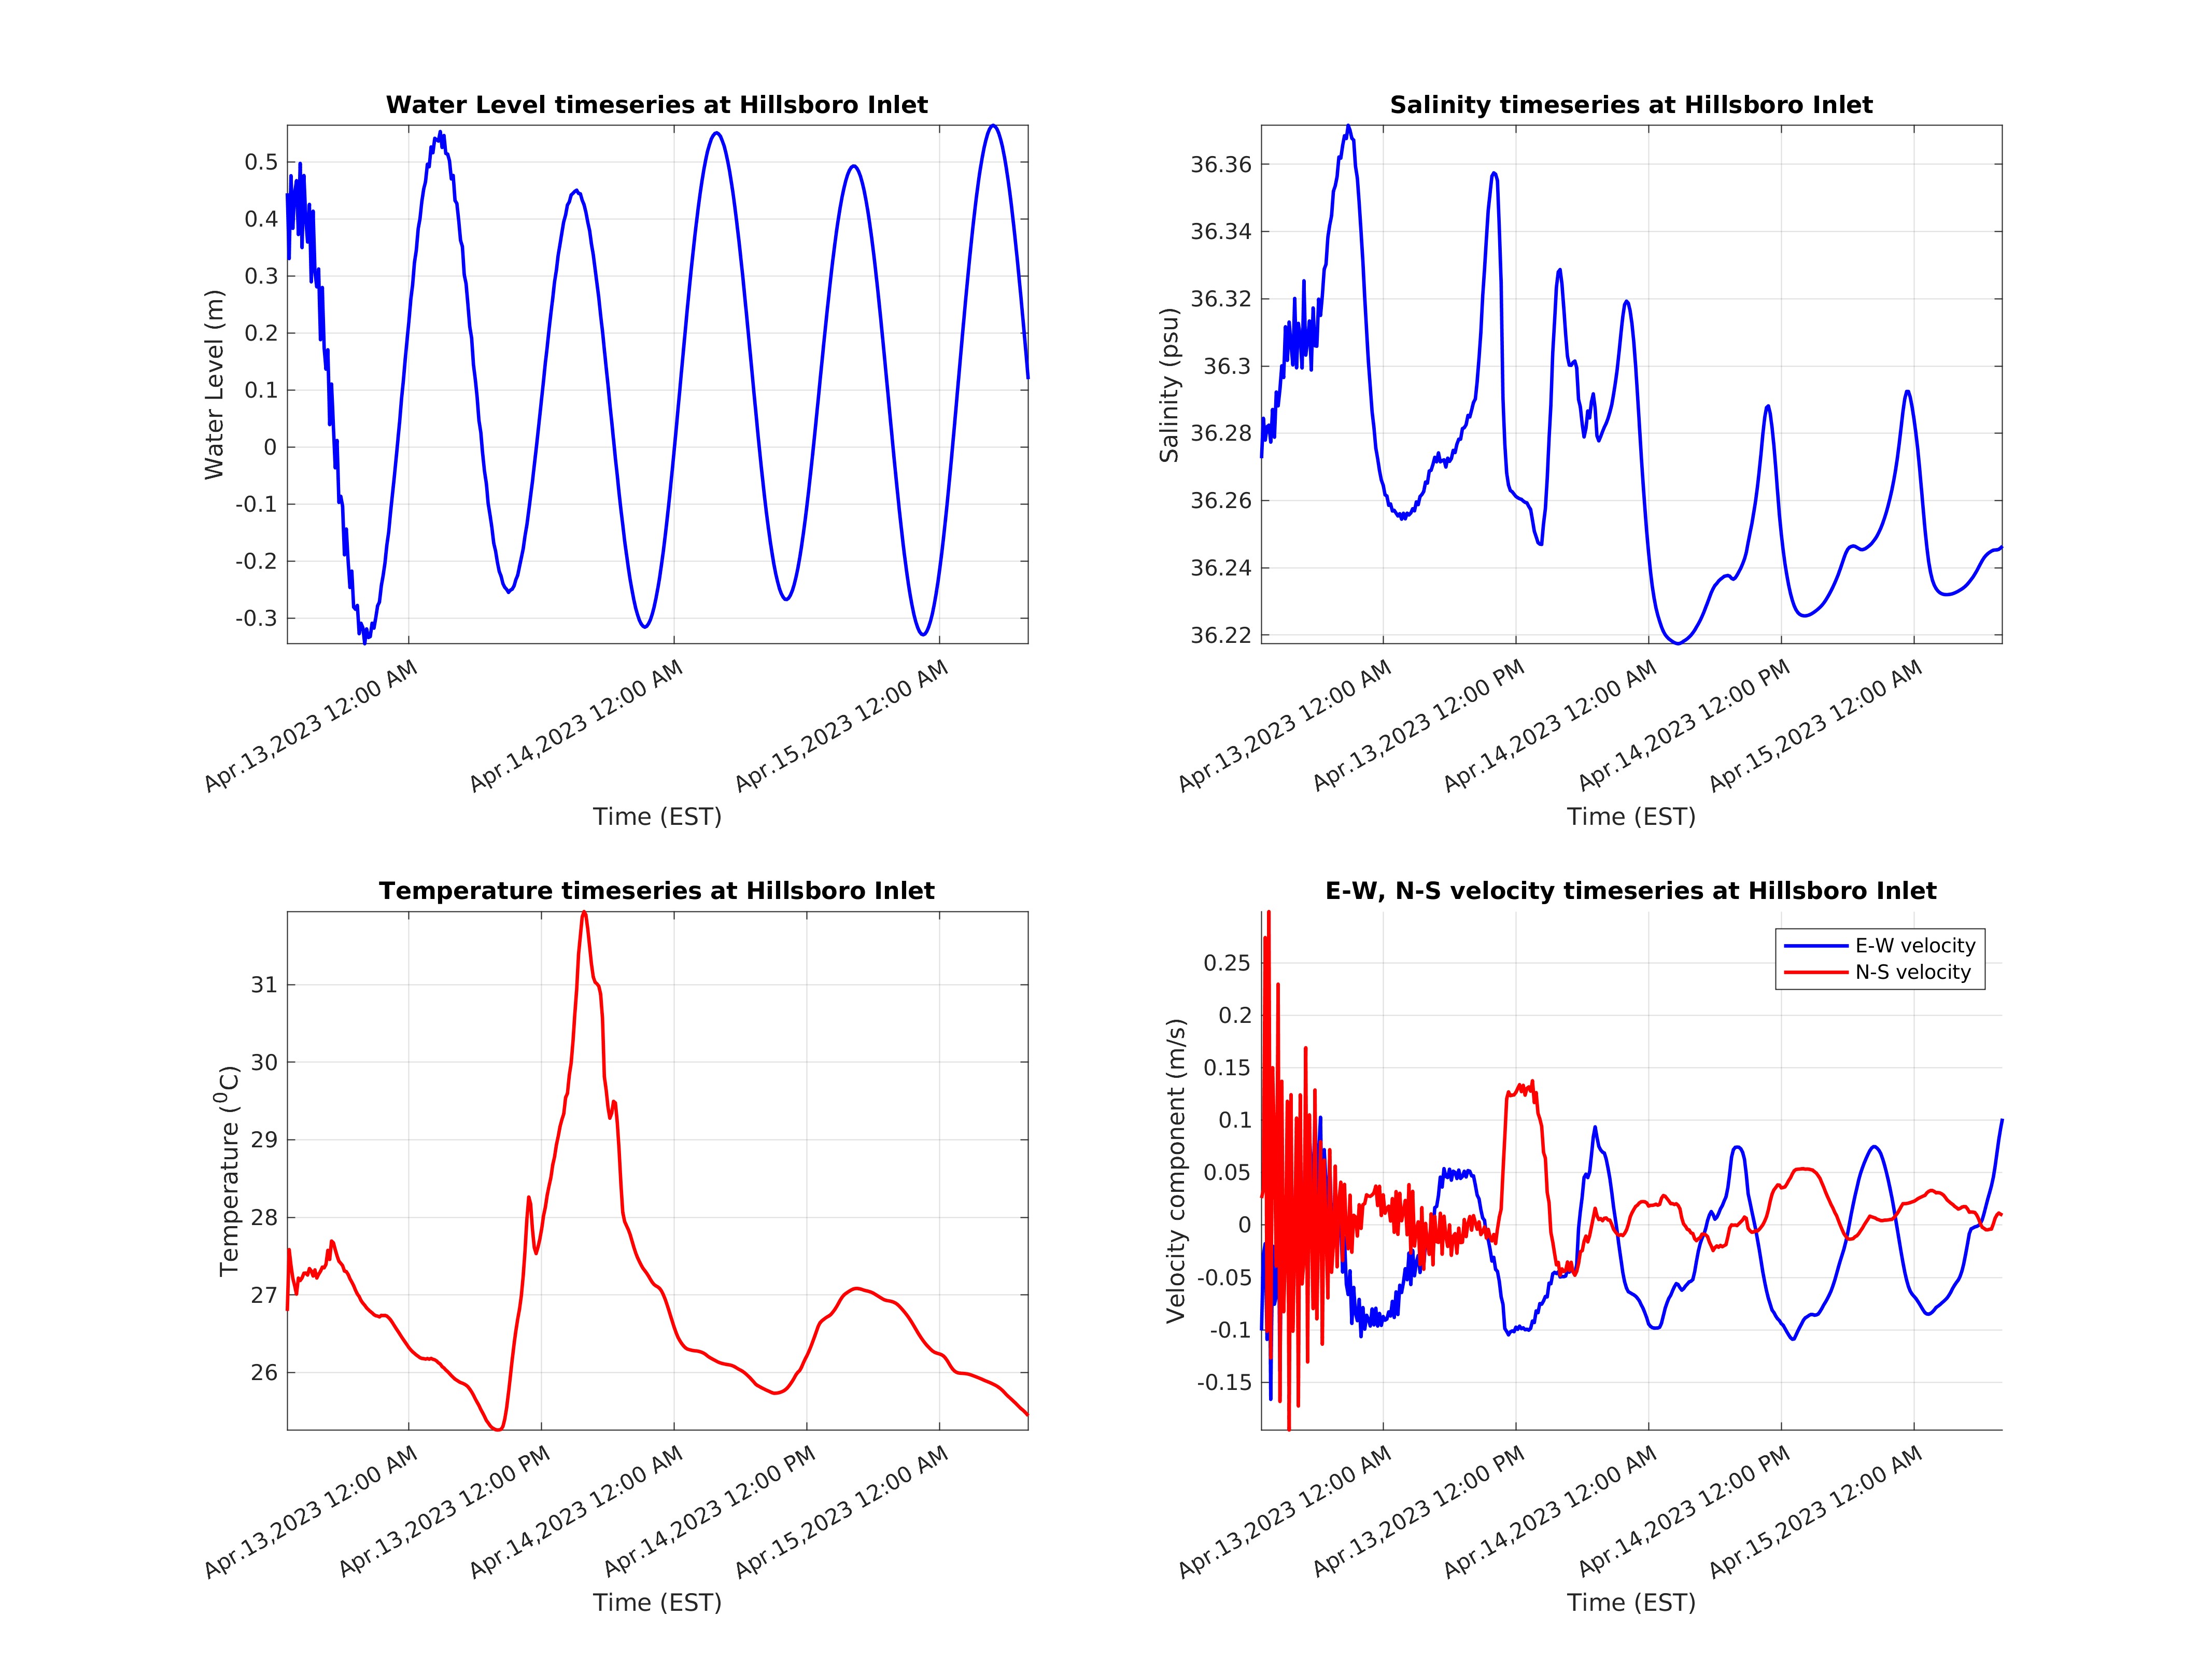 Water Level timeseries at Hillsboro Inlet
Water Level (m)
0.5
0.4
0.3
0.2
0.1
0
-0.1
-0.2
-0.3
Apr.13,2023 12:00 AM
Apr.14,2023 12:00 AM
Apr.15,2023 12:00 AM
Time (EST)
Salinity timeseries at Hillsboro Inlet
Salinity (psu)
36.36
36.34
36.32
36.3
36.28
36.26
36.24
36.22
Apr.13,2023 12:00 AM
Apr.13,2023 12:00 PM
Apr.14,2023 12:00 AM
Apr.14,2023 12:00 PM
Apr.15,2023 12:00 AM
Time (EST)
Temperature timeseries at Hillsboro Inlet
Temperature (⁰C)
31
30
29
28
27
26
Apr.13,2023 12:00 AM
Apr.13,2023 12:00 PM
Apr.14,2023 12:00 AM
Apr.14,2023 12:00 PM
Apr.15,2023 12:00 AM
Time (EST)
E-W, N-S velocity timeseries at Hillsboro Inlet
Velocity component (m/s)
0.25
0.2
0.15
0.1
0.05
0
-0.05
-0.1
-0.15
E-W velocity
N-S velocity
Apr.13,2023 12:00 AM
Apr.13,2023 12:00 PM
Apr.14,2023 12:00 AM
Apr.14,2023 12:00 PM
Apr.15,2023 12:00 AM
Time (EST)